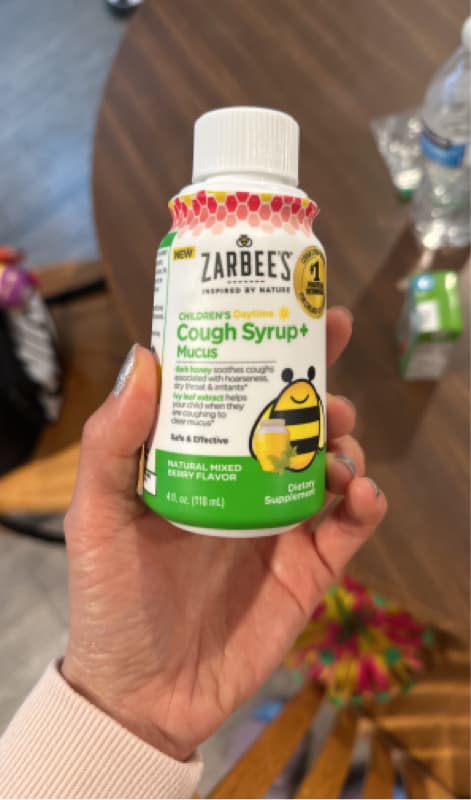 NEW
ZARBEE'S
INSPIRED BY NATURE
#1
CHILDREN'S Daytime
Cough Syrup+
Mucus
dark honey soothes coughs
associated with hoarseness,
dry throat & irritants*
ivy leaf extract helps
your child when they
are coughing to
clear mucus*
Safe & Effective
NATURAL MIXED
BERRY FLAVOR
4 fl. oz. (118 mL)
Dietary
Supplement